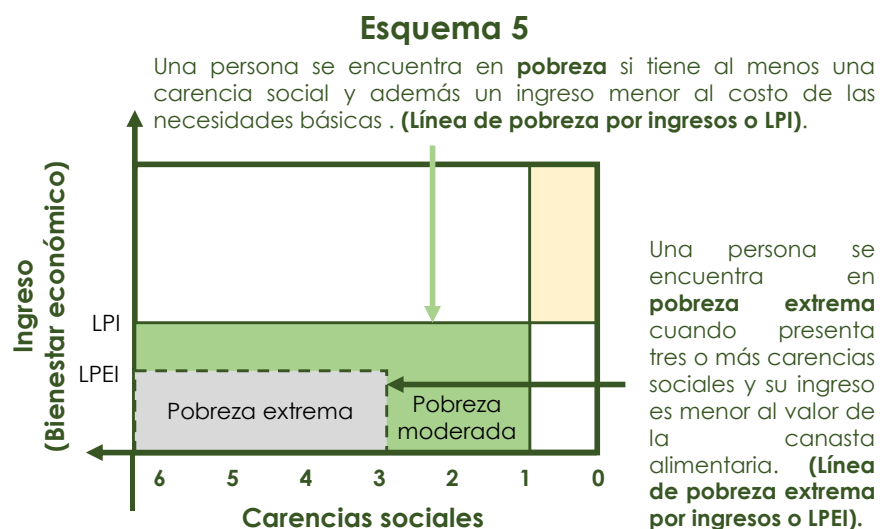 Esquema 5
Una persona se encuentra en pobreza si tiene al menos una
carencia social y además un ingreso menor al costo de las
necesidades básicas . (Línea de pobreza por ingresos o LPI).
Ingreso
(Bienestar económico)
LPI
LPEI
Pobreza extrema
Pobreza
moderada
6 5 4 3 2 1 0
Carencias sociales
Una persona se
encuentra en
pobreza extrema
cuando presenta
tres o más carencias
sociales y su ingreso
es menor al valor de
la canasta
alimentaria. (Línea
de pobreza extrema
por ingresos o LPEI).